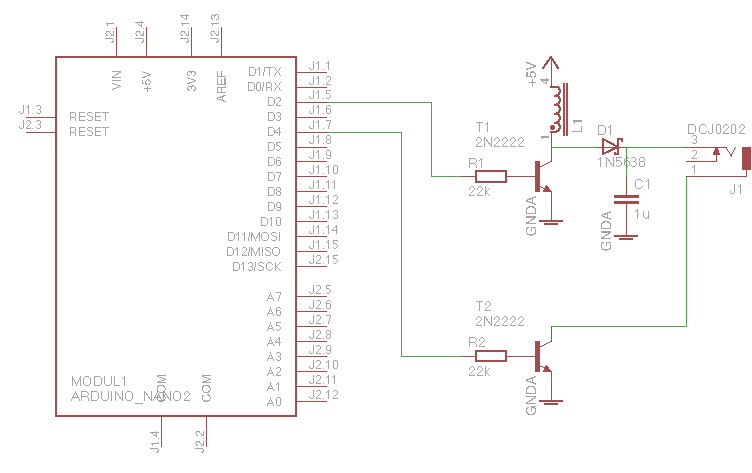 J2.1
J2.4
J2.14
J2.13
VIN
+5V
3V3
AREF
D1/TX J1.1
D0/RX J1.2
D2 J1.5
D3 J1.6
D4 J1.7
D5 J1.8
D6 J1.9
D7 J1.10
D8 J1.11
D9 J1.12
D10 J1.13
D11/MOSI J1.14
D12/MISO J1.15
D13/SCK J2.15
A7 J2.5
A6 J2.6
A5 J2.7
A4 J2.8
A3 J2.9
A2 J2.10
A1 J2.11
A0 J2.12
J1.3 RESET
J2.3 RESET
MODUL1
ARDUINO_NANO2
COM
COM
J1.4
J2.2
+5V
4
L1
1
T1
2N2222
R1
22k
GNDA
D1
1N5638
C1
1u
GNDA
DCJ0202
3
2
1
J1
T2
2N2222
R2
22k
GNDA